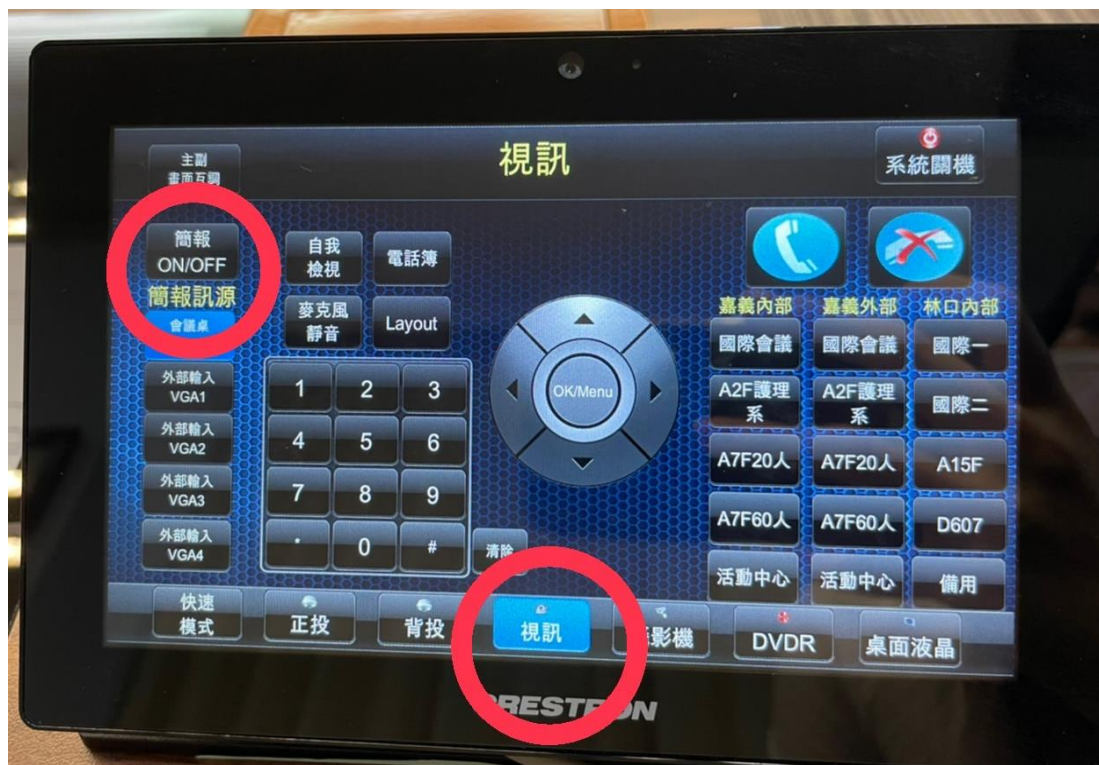 視訊
系統關機
主副
畫面互調
簡報
ON/OFF
簡報訊源
會議桌
外部輸入
VGA1
外部輸入
VGA2
外部輸入
VGA3
外部輸入
VGA4
自我
檢視
電話簿
麥克風
靜音
Layout
1 2 3
4 5 6
7 8 9
0 #
清除
OK/Menu
嘉義內部 嘉義外部 林口內部
國際會議 國際會議 國際一
A2F護理
系
A2F護理
系
國際二
A7F20人 A7F20人 A15F
A7F60人 A7F60人 D607
活動中心 活動中心 備用
快速
模式
正投
背投
視訊
影機
DVDR
桌面液晶
CRESTRON